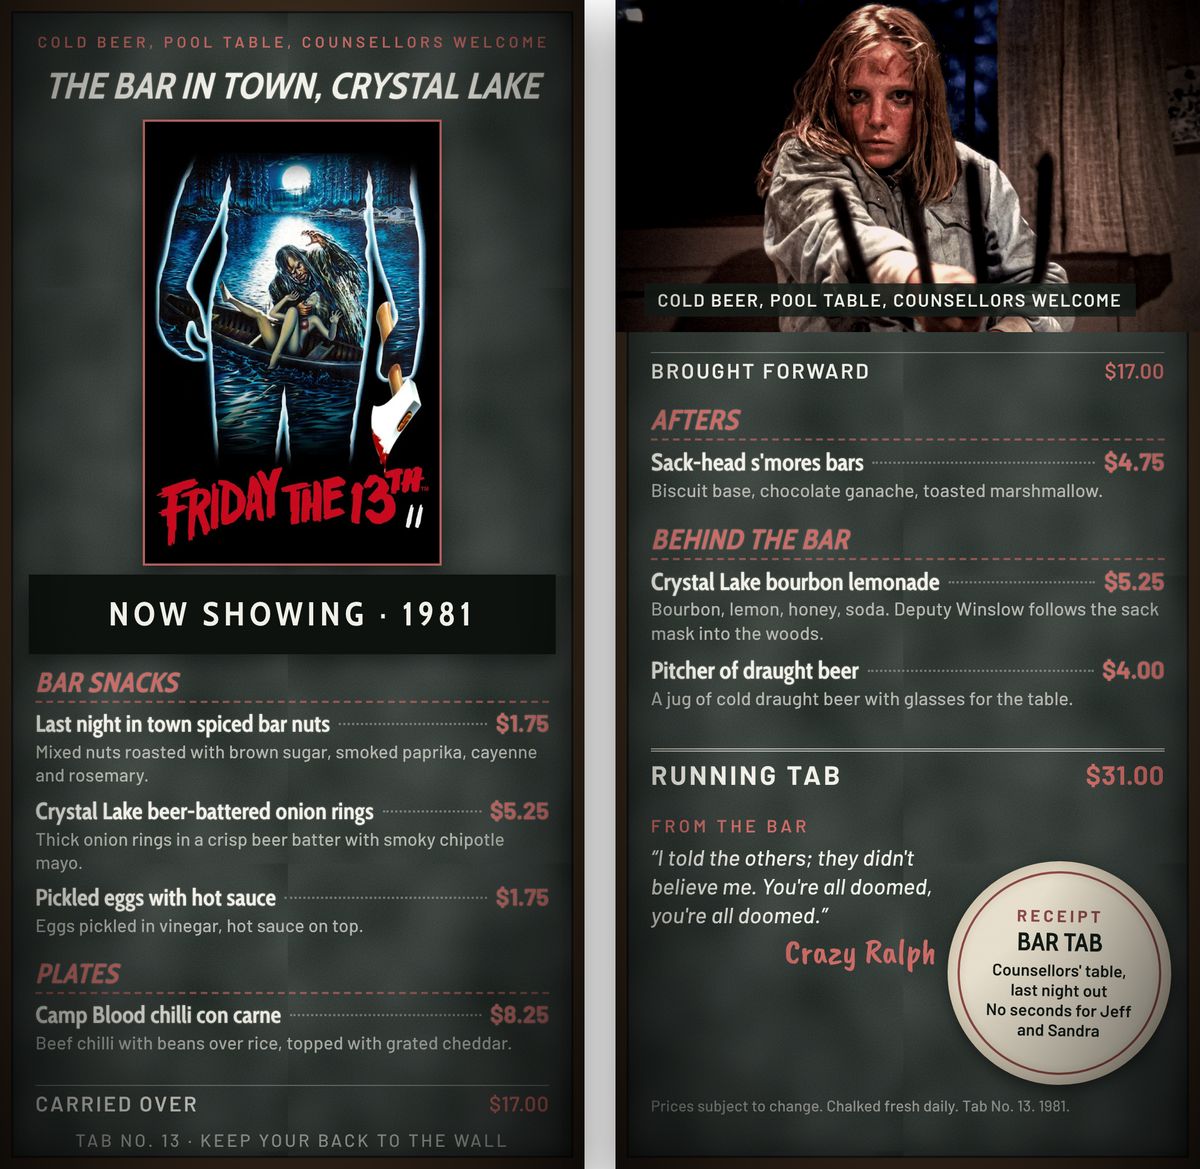 COLD BEER, POOL TABLE, COUNSELLORS WELCOME
THE BAR IN TOWN, CRYSTAL LAKE
FRIDAY THE 13TH
II
NOW SHOWING · 1981
BAR SNACKS
Last night in town spiced bar nuts $1.75
Mixed nuts roasted with brown sugar, smoked paprika, cayenne
and rosemary.
Crystal Lake beer-battered onion rings $5.25
Thick onion rings in a crisp beer batter with smoky chipotle
mayo.
Pickled eggs with hot sauce $1.75
Eggs pickled in vinegar, hot sauce on top.
PLATES
Camp Blood chilli con carne $8.25
Beef chilli with beans over rice, topped with grated cheddar.
CARRIED OVER $17.00
TAB NO. 13 · KEEP YOUR BACK TO THE WALL
COLD BEER, POOL TABLE, COUNSELLORS WELCOME
BROUGHT FORWARD $17.00
AFTERS
Sack-head s'mores bars $4.75
Biscuit base, chocolate ganache, toasted marshmallow.
BEHIND THE BAR
Crystal Lake bourbon lemonade $5.25
Bourbon, lemon, honey, soda. Deputy Winslow follows the sack
mask into the woods.
Pitcher of draught beer $4.00
A jug of cold draught beer with glasses for the table.
RUNNING TAB $31.00
FROM THE BAR
“I told the others; they didn't
believe me. You're all doomed,
you're all doomed.”
Crazy Ralph
RECEIPT
BAR TAB
Counsellors' table,
last night out
No seconds for Jeff
and Sandra
Prices subject to change. Chalked fresh daily. Tab No. 13. 1981.